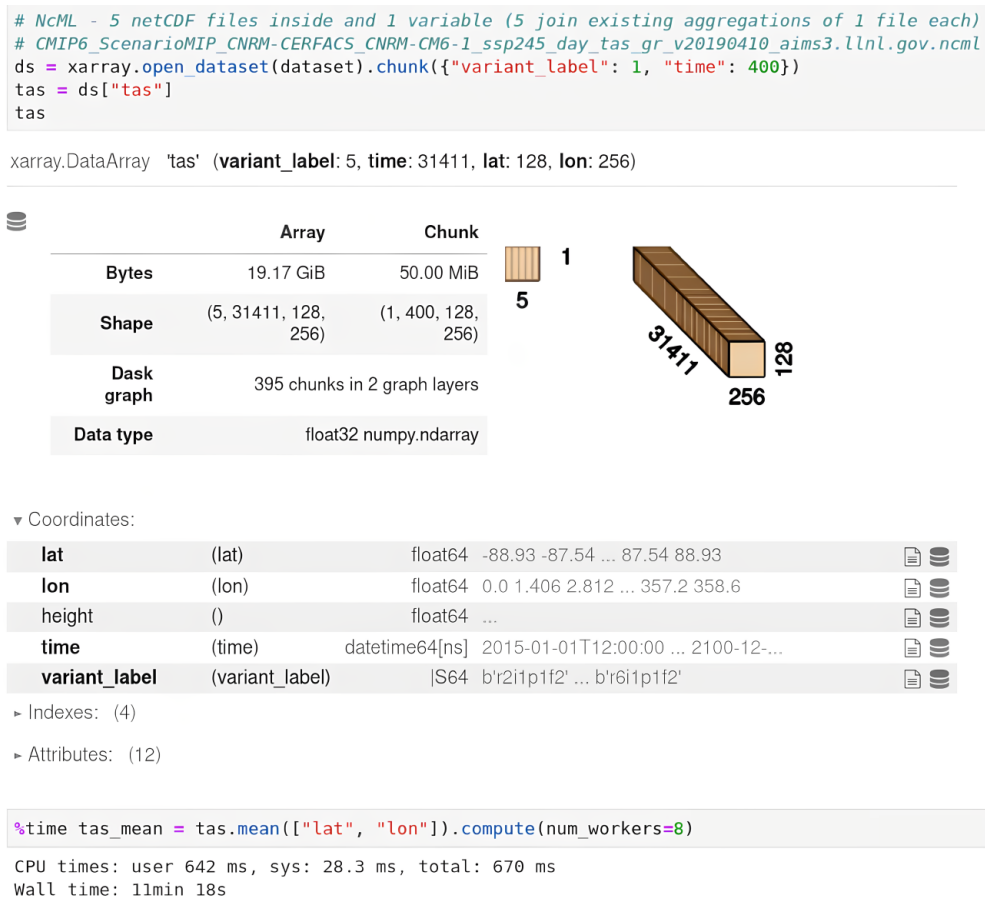 # NcML - 5 netCDF files inside and 1 variable (5 join existing aggregations of 1 file each)
# CMIP6_ScenarioMIP_CNRM-CERFACS_CNRM-CM6-1_ssp245_day_tas_gr_v20190410_aims3.llnl.gov.ncml
ds = xarray.open_dataset(dataset).chunk({"variant_label": 1, "time": 400})
tas = ds["tas"]
tas
xarray.DataArray 'tas' (variant_label: 5, time: 31411, lat: 128, lon: 256)
Array Chunk
Bytes 19.17 GiB 50.00 MiB
Shape (5, 31411, 128, 256) (1, 400, 128, 256)
Dask graph 395 chunks in 2 graph layers
Data type float32 numpy.ndarray
1
5
31411
128
256
▾ Coordinates:
lat (lat) float64 -88.93 -87.54 ... 87.54 88.93
lon (lon) float64 0.0 1.406 2.812 ... 357.2 358.6
height () float64 ...
time (time) datetime64[ns] 2015-01-01T12:00:00 ... 2100-12-...
variant_label (variant_label) |S64 b'r2i1p1f2' ... b'r6i1p1f2'
▸ Indexes: (4)
▸ Attributes: (12)
%time tas_mean = tas.mean(["lat", "lon"]).compute(num_workers=8)
CPU times: user 642 ms, sys: 28.3 ms, total: 670 ms
Wall time: 11min 18s